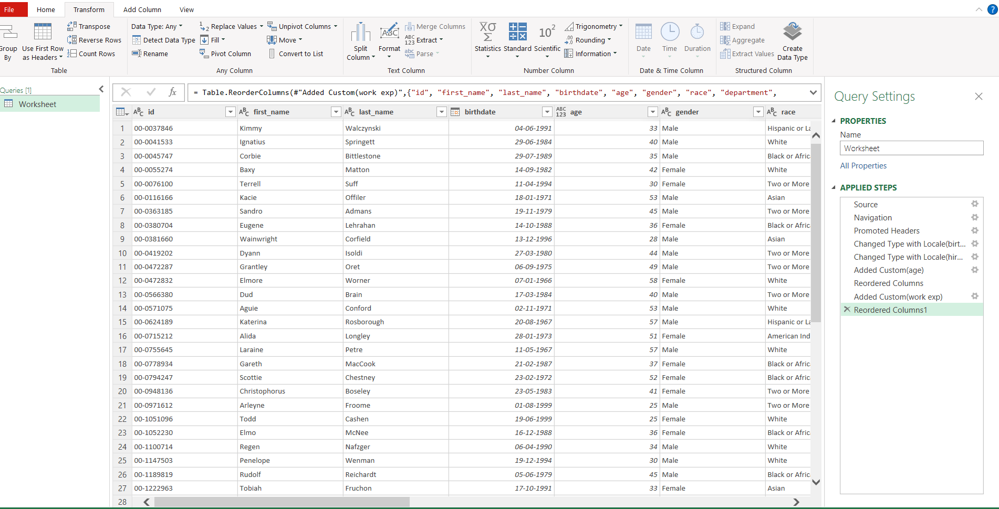 File Home Transform Add Column View
Transpose
Reverse Rows
Count Rows
Group By
Use First Row as Headers
Table
Data Type: Any
Detect Data Type
Rename
Replace Values
Fill
Pivot Column
Unpivot Columns
Move
Convert to List
Any Column
Split Column
Format
Merge Columns
Extract
Parse
Text Column
Statistics
Standard
Scientific
Trigonometry
Rounding
Information
Number Column
Date
Time
Duration
Date & Time Column
Expand
Aggregate
Extract Values
Create Data Type
Structured Column
Queries [1]
Worksheet
= Table.ReorderColumns(#"Added Custom(work exp)",{"id", "first_name", "last_name", "birthdate", "age", "gender", "race", "department",
id first_name last_name birthdate age gender race
1 00-0037846 Kimmy Walczynski 04-06-1991 33 Male Hispanic or La
2 00-0041533 Ignatius Springett 29-06-1984 40 Male White
3 00-0045747 Corbie Bittlestone 29-07-1989 35 Male Black or Afric
4 00-0055274 Baxy Matton 14-09-1982 42 Female White
5 00-0076100 Terrell Suff 11-04-1994 30 Female Two or More
6 00-0116166 Kacie Offiler 18-01-1971 53 Male Asian
7 00-0363185 Sandro Admans 19-11-1979 45 Male Two or More
8 00-0380704 Eugene Lehrahan 14-10-1988 36 Female Black or Afric
9 00-0381660 Wainwright Corfield 13-12-1996 28 Male Asian
10 00-0419202 Dyann Isoldi 27-03-1980 44 Male Two or More
11 00-0472287 Grantley Oret 06-09-1975 49 Male Two or More
12 00-0472832 Elmore Worner 07-01-1966 58 Female White
13 00-0566380 Dud Brain 17-03-1984 40 Male Two or More
14 00-0571075 Aguie Conford 02-11-1971 53 Male White
15 00-0624189 Katerina Rosborough 20-08-1967 57 Male Hispanic or La
16 00-0715212 Alida Longley 28-01-1973 51 Female American Ind
17 00-0755645 Laraine Petre 11-05-1967 57 Male White
18 00-0778934 Gareth MacCook 21-02-1987 37 Female Black or Afric
19 00-0794247 Scottie Chestney 23-02-1972 52 Female Black or Afric
20 00-0948136 Christophorus Boseley 23-05-1983 41 Female Two or More
21 00-0971612 Arleyne Froome 01-08-1999 25 Male Two or More
22 00-1051096 Todd Cashen 19-06-1999 25 Female White
23 00-1052230 Elmo McNee 16-12-1988 36 Female Black or Afric
24 00-1100714 Regen Nafzger 06-04-1990 34 Male White
25 00-1147503 Penelope Wenman 19-12-1994 30 Male White
26 00-1189819 Rudolf Reichardt 05-06-1979 45 Male Black or Afric
27 00-1222963 Tobiah Fruchon 17-10-1991 33 Female Asian
28
Query Settings
PROPERTIES
Name
Worksheet
All Properties
APPLIED STEPS
Source
Navigation
Promoted Headers
Changed Type with Locale(birt...
Changed Type with Locale(hir...
Added Custom(age)
Reordered Columns
Added Custom(work exp)
Reordered Columns1